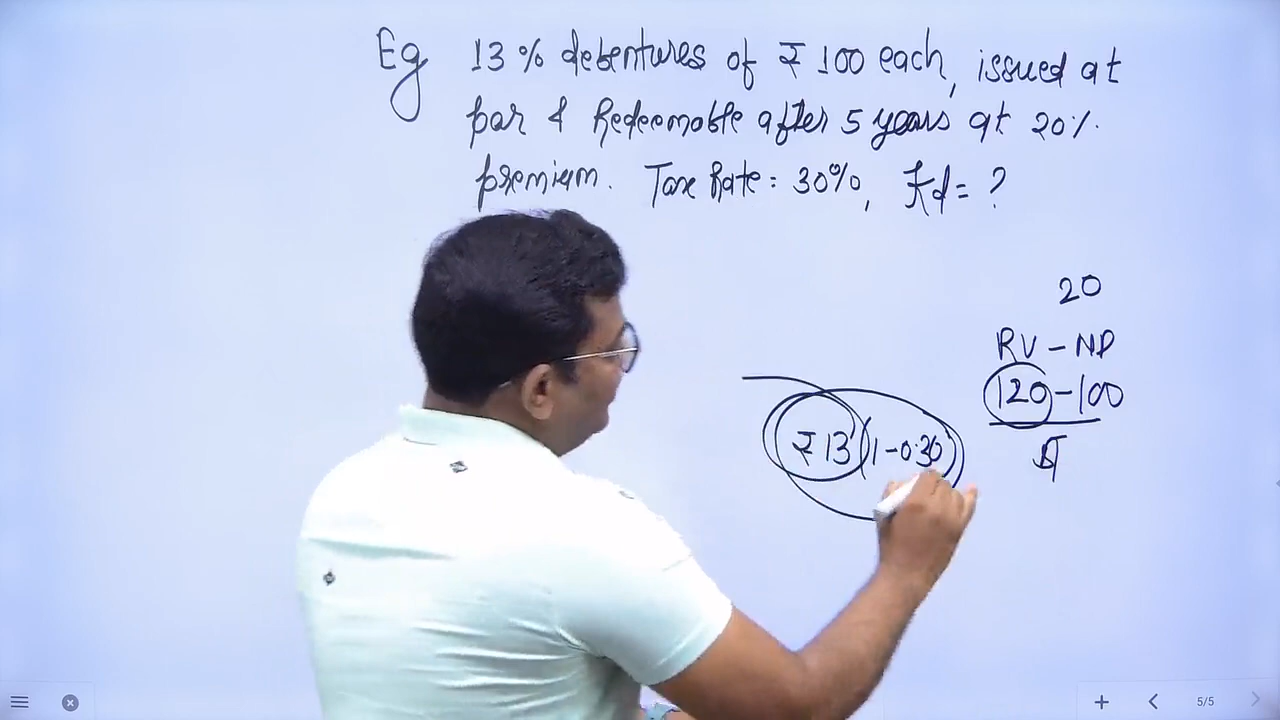 Eg 13% debentures of ₹ 100 each, issued at
par & Redeemable after 5 years at 20%
premium. Tax Rate: 30%, Kd = ?
20
RV - NP
120 - 100
₹13 (1-0.30)
5